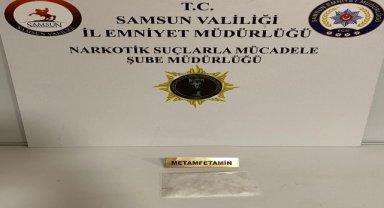 T.C.
SAMSUN VALİLİĞİ
İL EMNİYET MÜDÜRLÜĞÜ
NARKOTİK SUÇLARLA MÜCADELE
ŞUBE MÜDÜRLÜĞÜ
SAMSUN
METAMFETAMİN